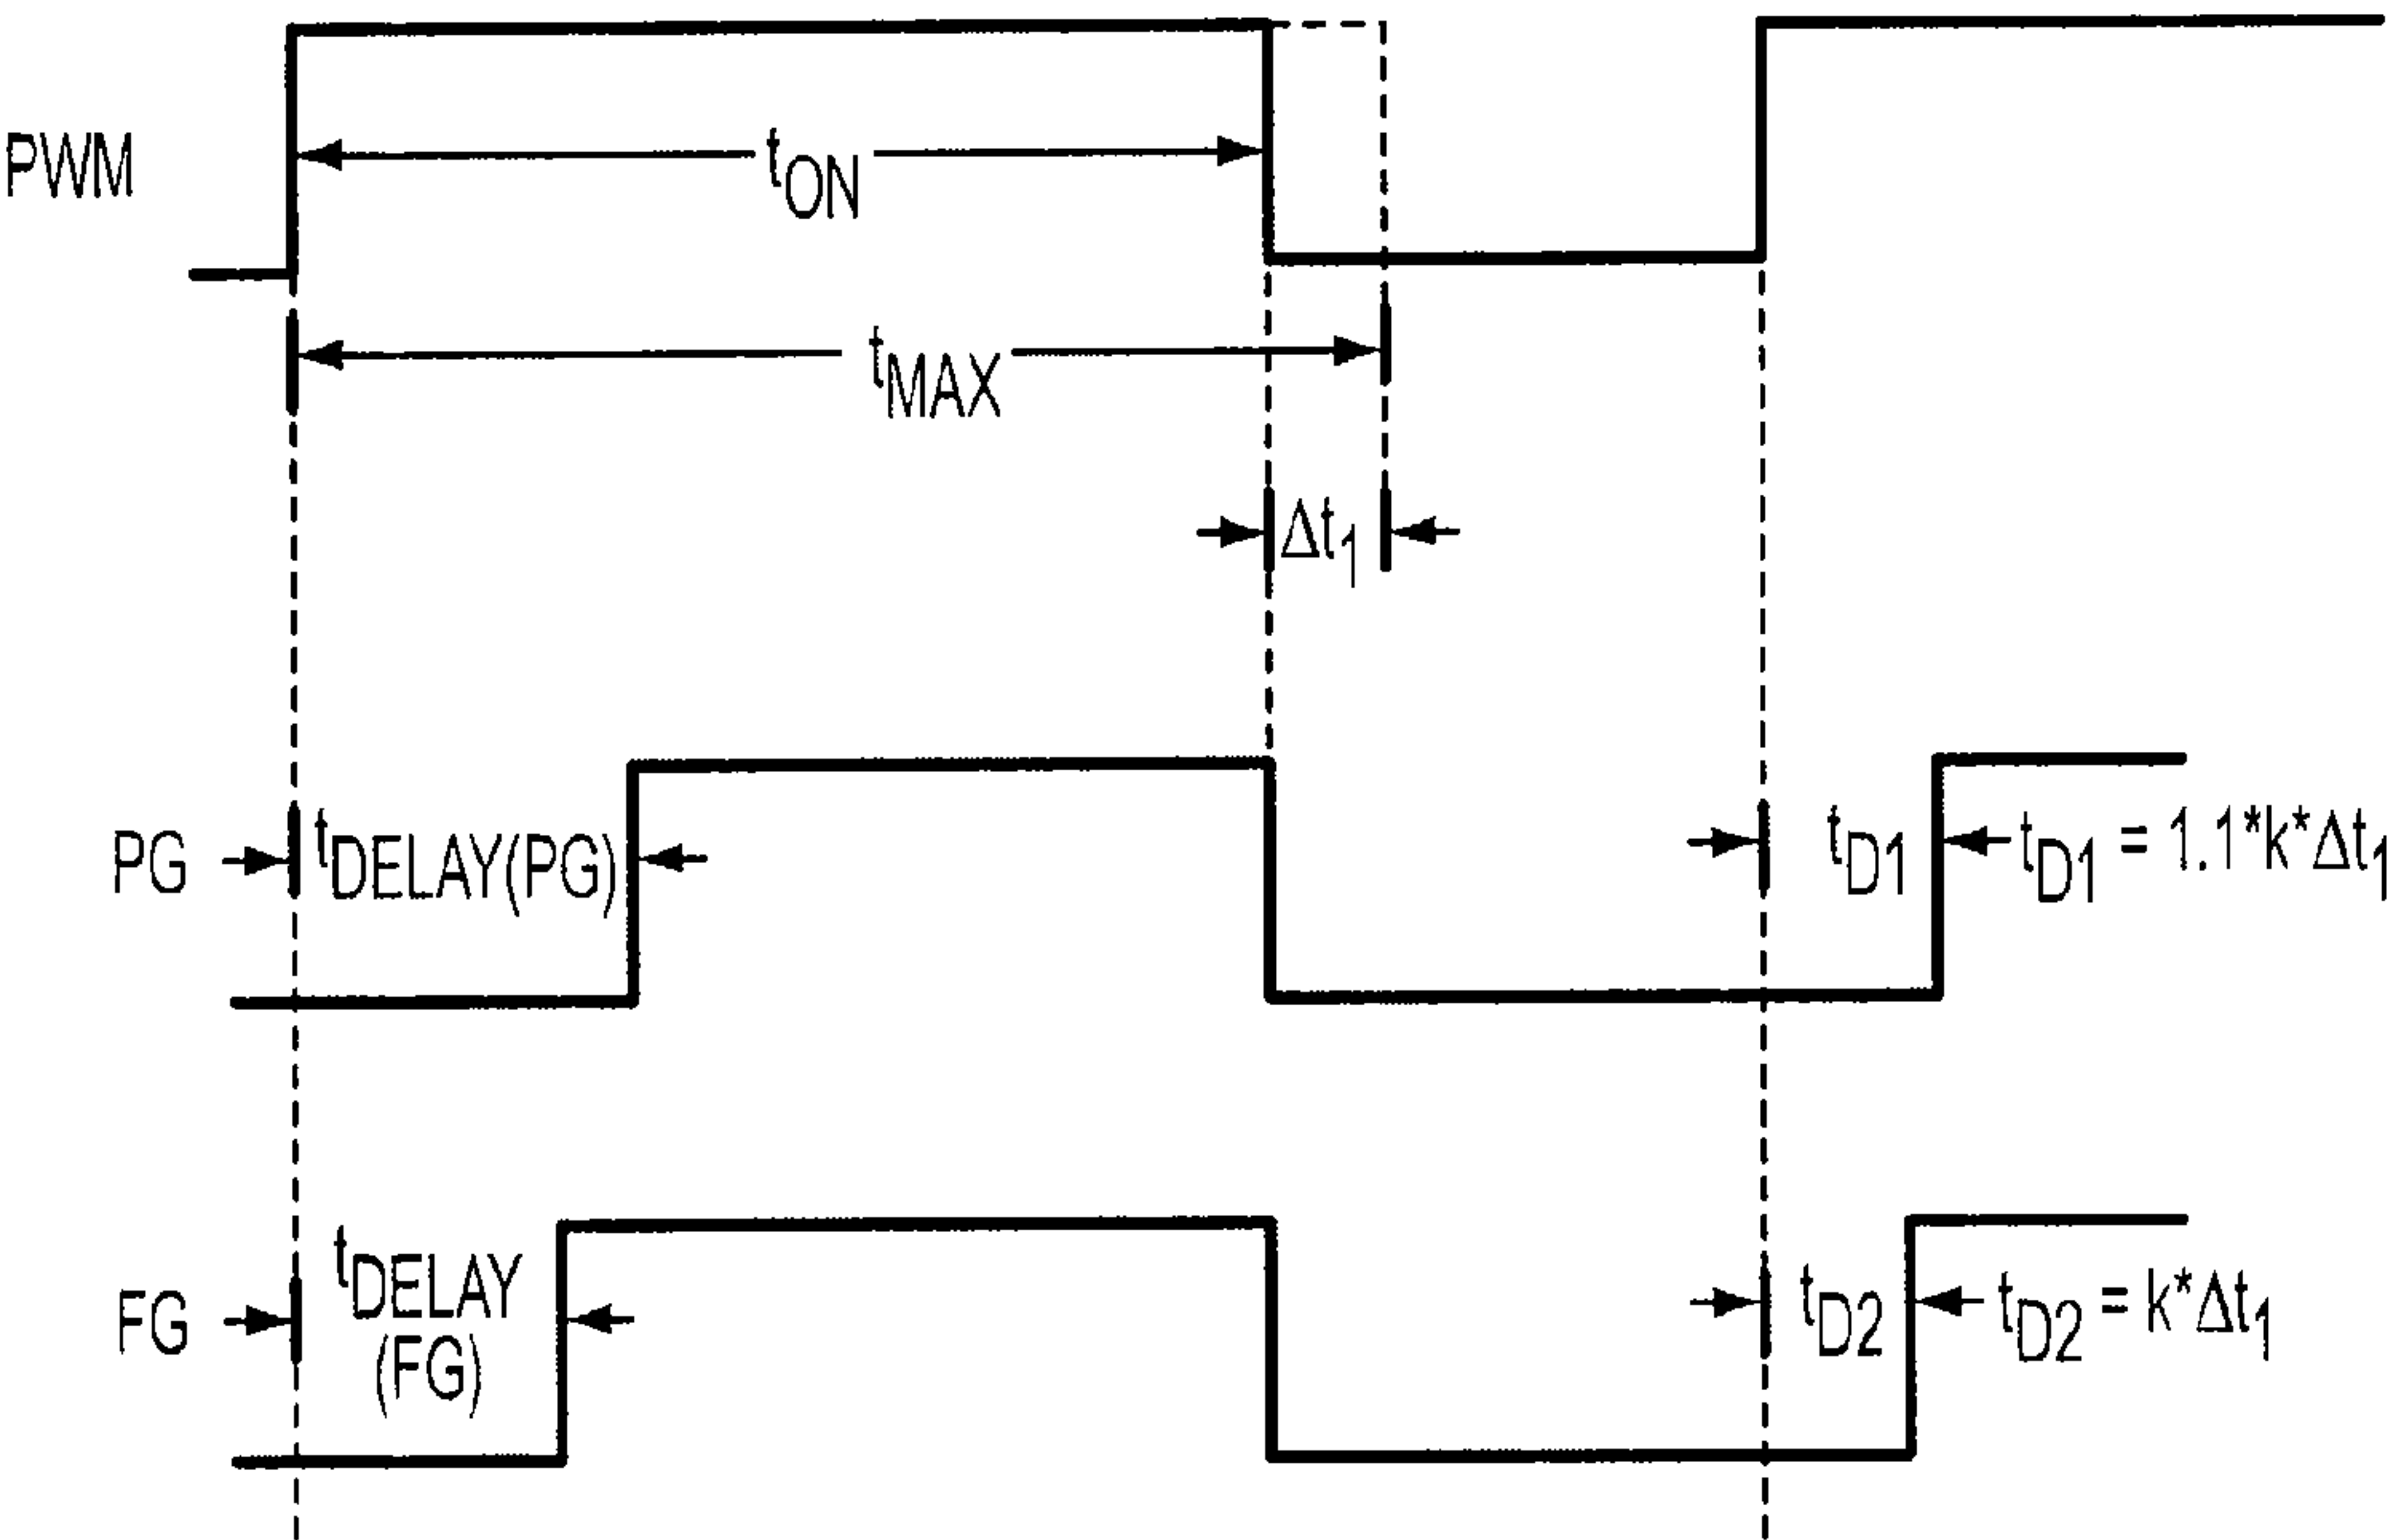 PWM
tON
tMAX
Δt1
PG
tDELAY(PG)
tD1
tD1 = 1.1*k*Δt1
FG
tDELAY
(FG)
tD2
tD2 = k*Δt1